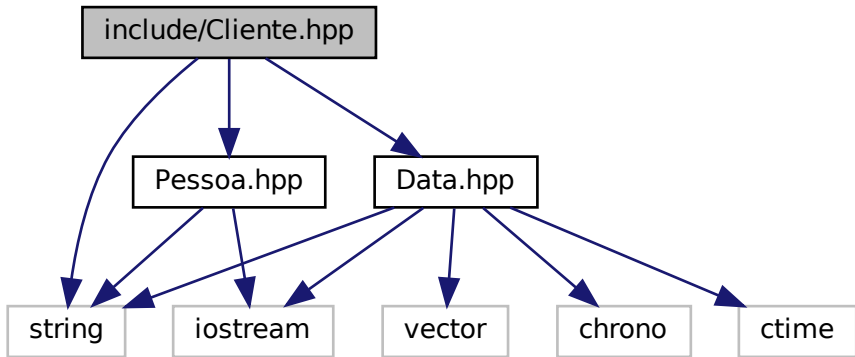 include/Cliente.hpp
Pessoa.hpp
Data.hpp
string
iostream
vector
chrono
ctime